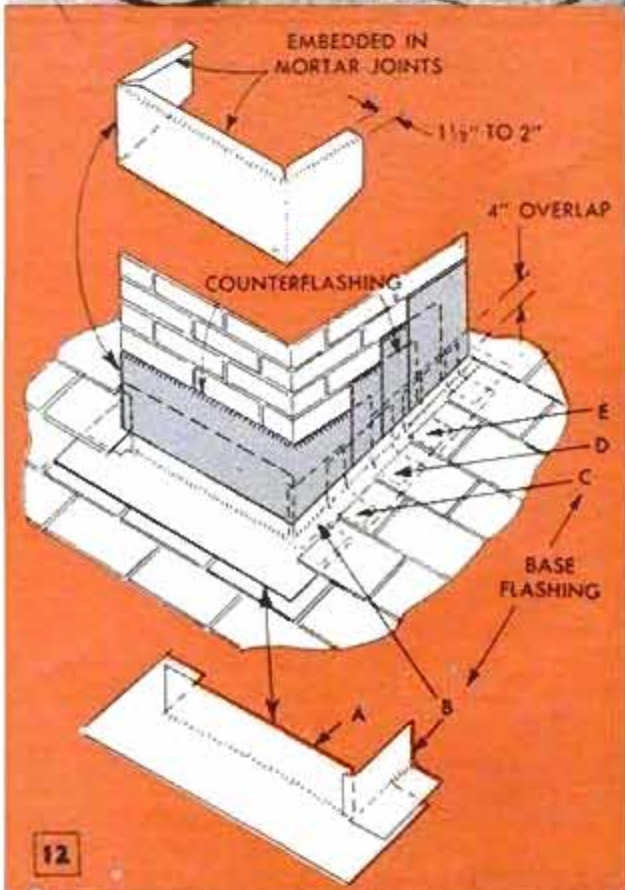 EMBEDDED IN
MORTAR JOINTS
1½" TO 2"
4" OVERLAP
COUNTERFLASHING
E
D
C
BASE
FLASHING
A
B
12